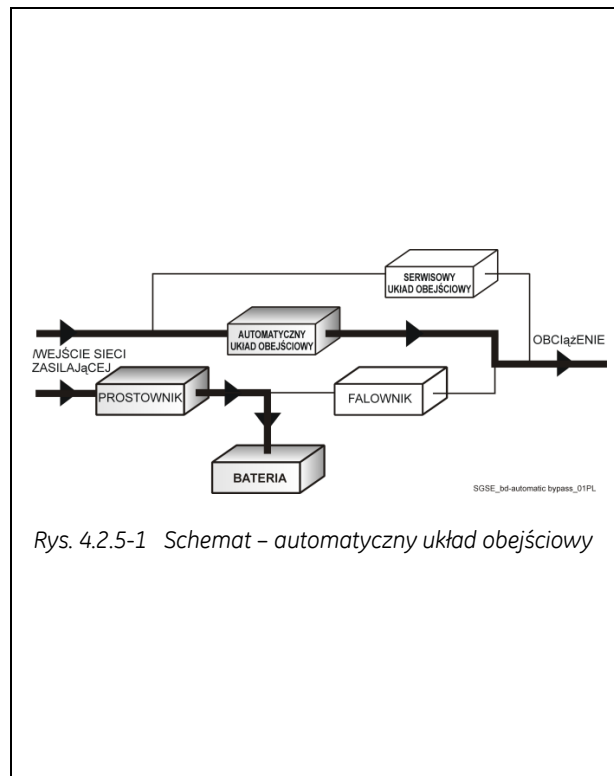 SERWISOWY
UKIAD OBEJŚCIOWY
AUTOMATYCZNY
UKIAD OBEJŚCIOWY
OBCIąŻENIE
/WEJŚCIE SIECI
ZASILAJąCEJ
PROSTOWNIK
FALOWNIK
BATERIA
SGSE_bd-automatic bypass_01PL
Rys. 4.2.5-1 Schemat – automatyczny układ obejściowy